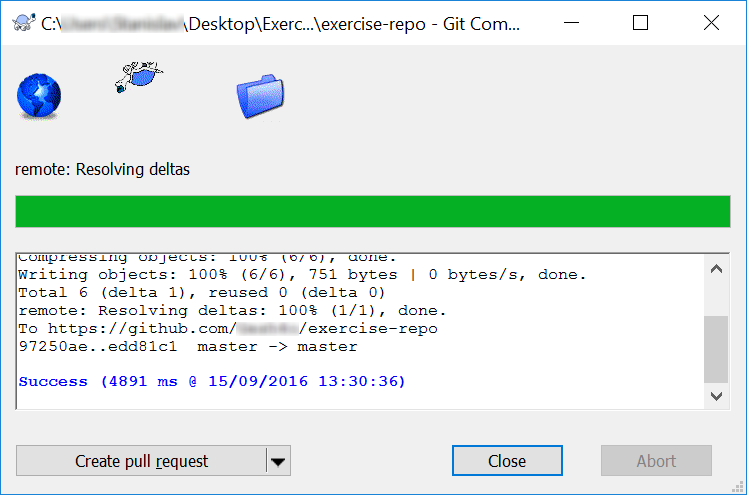 C:\ \Desktop\Exerc...\exercise-repo - Git Com...
remote: Resolving deltas
Compressing objects: 100% (6/6), done.
Writing objects: 100% (6/6), 751 bytes | 0 bytes/s, done.
Total 6 (delta 1), reused 0 (delta 0)
remote: Resolving deltas: 100% (1/1), done.
To https://github.com/ /exercise-repo
97250ae..edd81c1  master -> master
Success (4891 ms @ 15/09/2016 13:30:36)
Create pull request
Close
Abort